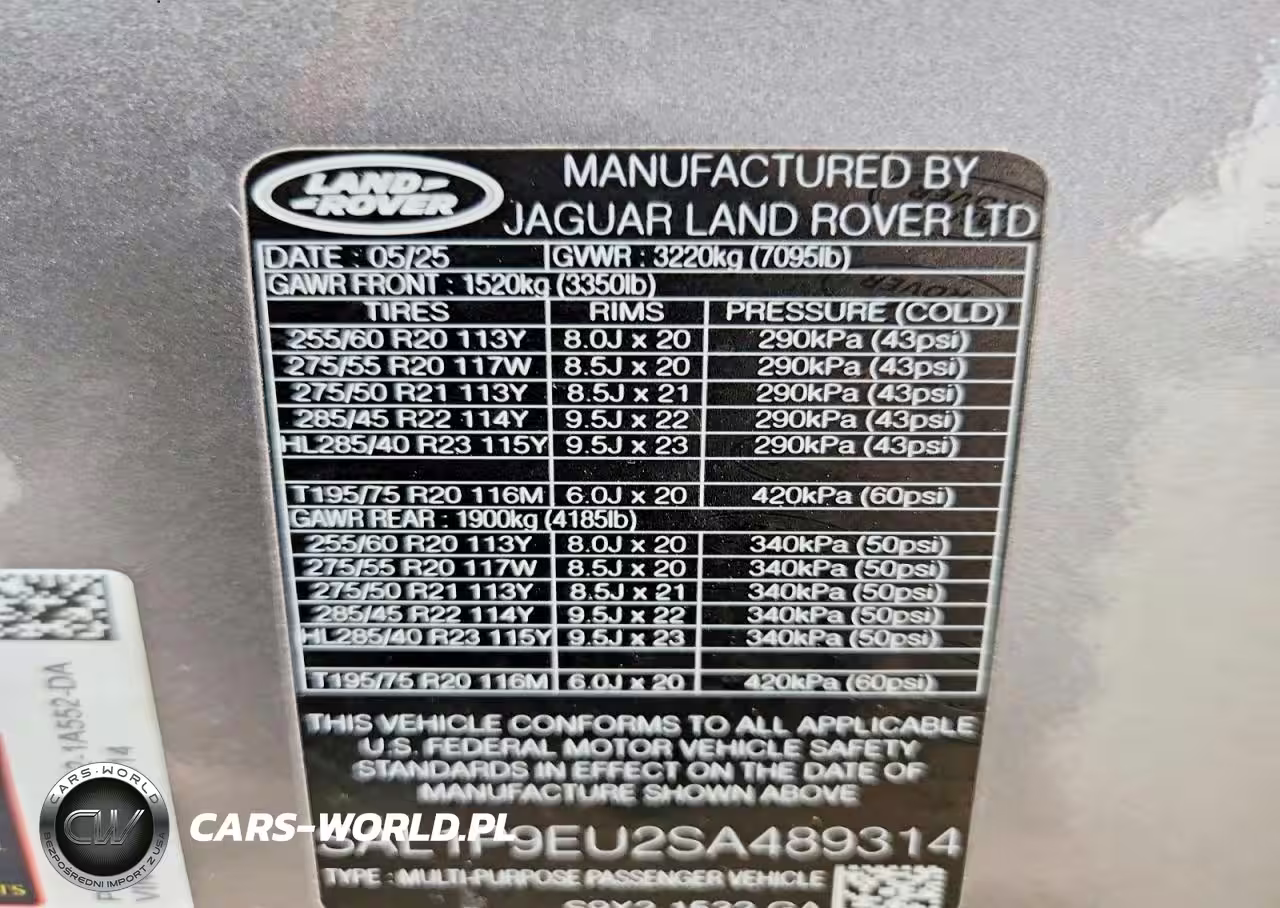 LAND ROVER
MANUFACTURED BY
JAGUAR LAND ROVER LTD
DATE : 05/25 GVWR : 3220kg (7095lb)
GAWR FRONT : 1520kg (3350lb)
TIRES RIMS PRESSURE (COLD)
255/60 R20 113Y 8.0J x 20 290kPa (43psi)
275/55 R20 117W 8.5J x 20 290kPa (43psi)
275/50 R21 113Y 8.5J x 21 290kPa (43psi)
285/45 R22 114Y 9.5J x 22 290kPa (43psi)
HL285/40 R23 115Y 9.5J x 23 290kPa (43psi)
T195/75 R20 116M 6.0J x 20 420kPa (60psi)
GAWR REAR : 1900kg (4185lb)
255/60 R20 113Y 8.0J x 20 340kPa (50psi)
275/55 R20 117W 8.5J x 20 340kPa (50psi)
275/50 R21 113Y 8.5J x 21 340kPa (50psi)
285/45 R22 114Y 9.5J x 22 340kPa (50psi)
HL285/40 R23 115Y 9.5J x 23 340kPa (50psi)
T195/75 R20 116M 6.0J x 20 420kPa (60psi)
THIS VEHICLE CONFORMS TO ALL APPLICABLE
U.S. FEDERAL MOTOR VEHICLE SAFETY
STANDARDS IN EFFECT ON THE DATE OF
MANUFACTURE SHOWN ABOVE
TYPE : MULTI-PURPOSE PASSENGER VEHICLE
1A552-DA
CARS-WORLD
CW
BEZPOŚREDNI IMPORT Z USA
CARS-WORLD.PL